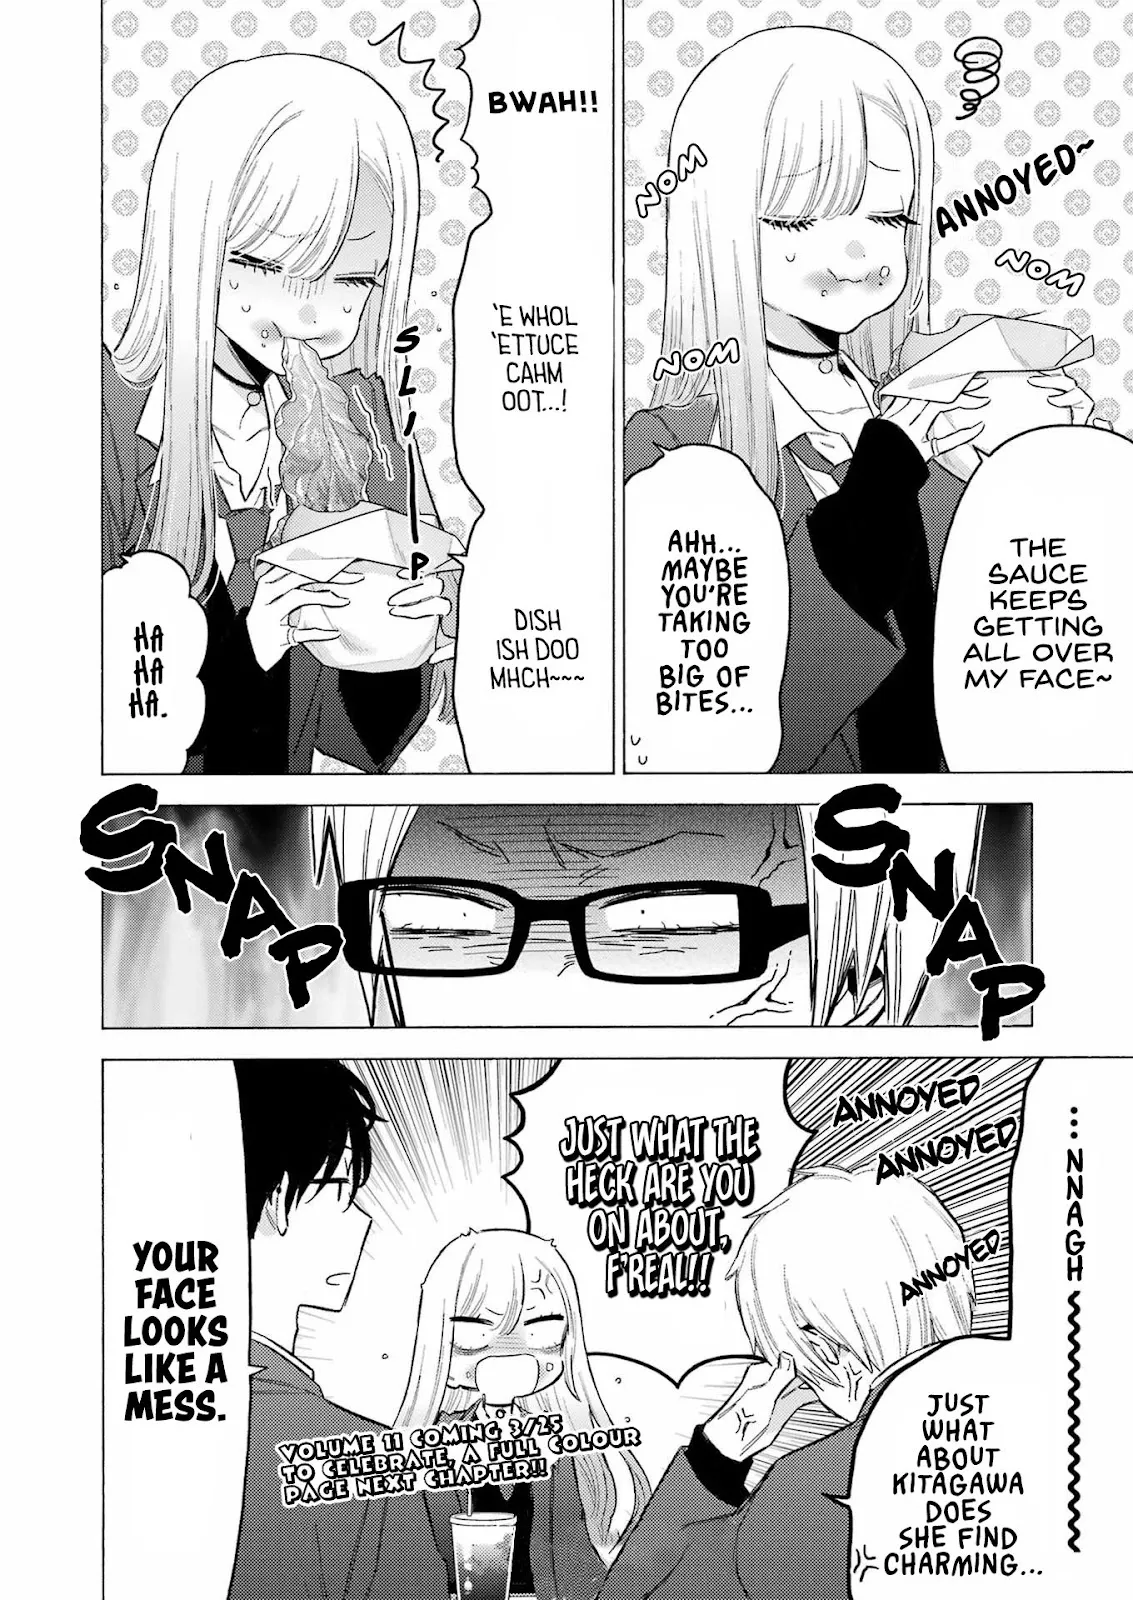 NOM
ANNOYED~
NOM
NOM
THE
SAUCE
KEEPS
GETTING
ALL OVER
MY FACE~
AHH...
MAYBE
YOU'RE
TAKING
TOO
BIG OF
BITES...
BWAH!!
'E WHOL
'ETTUCE
CAHM
OOT...!
SLIIP
DISH
ISH DOO
MHCH~~~
HA
HA
HA.
SNAP
SNAP
...NNAGH
ANNOYED
ANNOYED
ANNOYED
JUST
WHAT
ABOUT
KITAGAWA
DOES
SHE FIND
CHARMING...
JUST WHAT THE
HECK ARE YOU
ON ABOUT,
F'REAL!!
YOUR
FACE
LOOKS
LIKE A
MESS.
VOLUME 11 COMING 3/25
TO CELEBRATE, A FULL COLOUR
PAGE NEXT CHAPTER!!